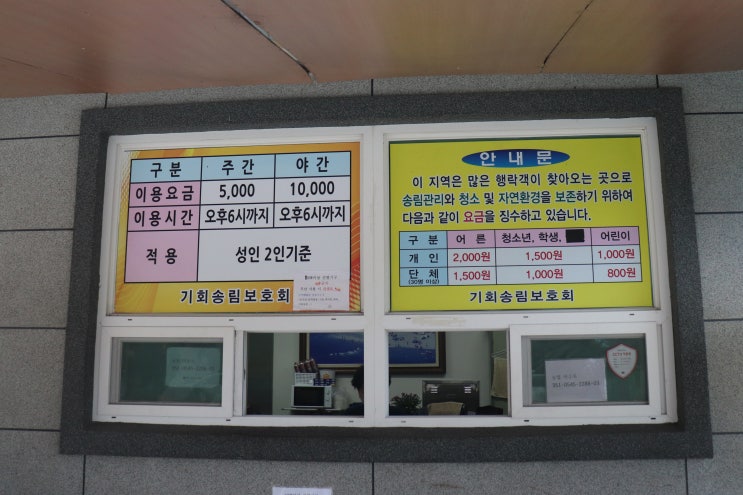 구 분 주 간 야 간
이용요금 5,000 10,000
이용시간 오후6시까지 오후6시까지
적 용 성인 2인기준
기회송림보호회
안 내 문
이 지역은 많은 행락객이 찾아오는 곳으로
송림관리와 청소 및 자연환경을 보존하기 위하여
다음과 같이 요금을 징수하고 있습니다.
구 분 어 른 청소년, 학생, 어린이
개 인 2,000원 1,500원 1,000원
단 체 1,500원 1,000원 800원
(30명 이상)
기회송림보호회